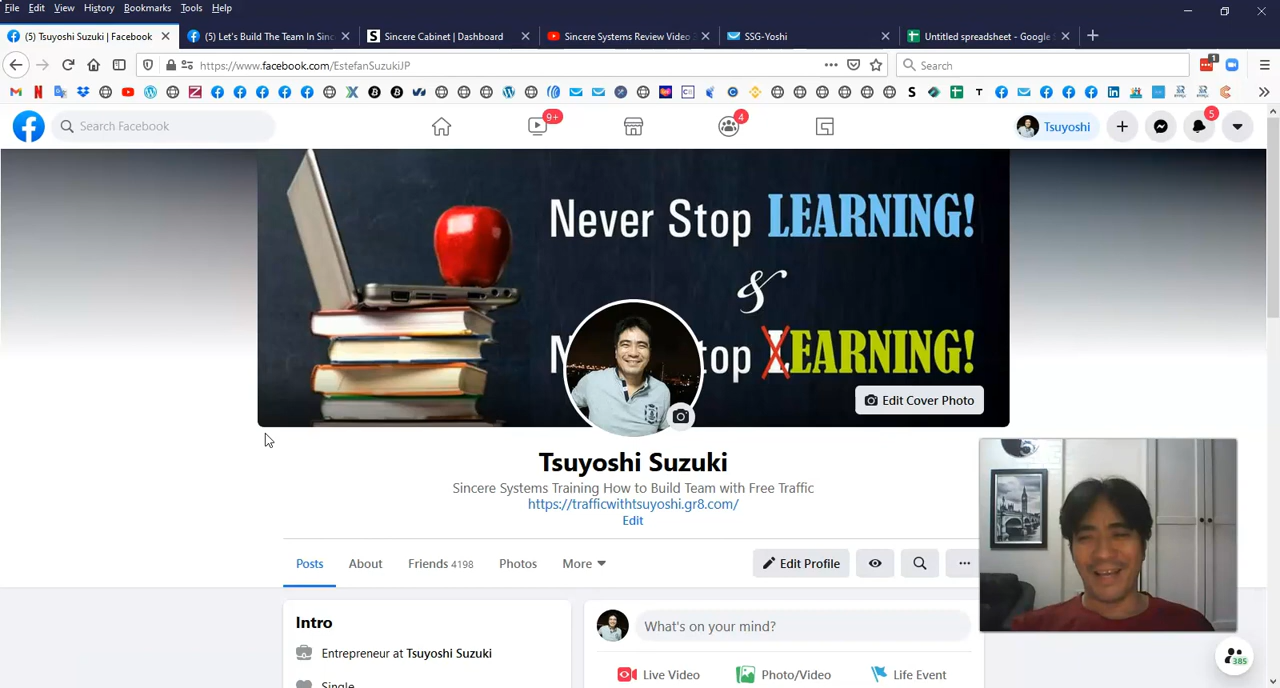 File Edit View History Bookmarks Tools Help
(5) Tsuyoshi Suzuki | Facebook
(5) Let's Build The Team In Sinc
Sincere Cabinet | Dashboard
Sincere Systems Review Video
SSG-Yoshi
Untitled spreadsheet - Google S
https://www.facebook.com/EstefanSuzukiJP
Search
1
Search Facebook
9+
4
Tsuyoshi
5
Never Stop LEARNING!
&
N top LEARNING!
Edit Cover Photo
Tsuyoshi Suzuki
Sincere Systems Training How to Build Team with Free Traffic
https://trafficwithtsuyoshi.gr8.com/
Edit
Posts
About
Friends 4198
Photos
More
Edit Profile
Intro
Entrepreneur at Tsuyoshi Suzuki
Single
What's on your mind?
Live Video
Photo/Video
Life Event
385